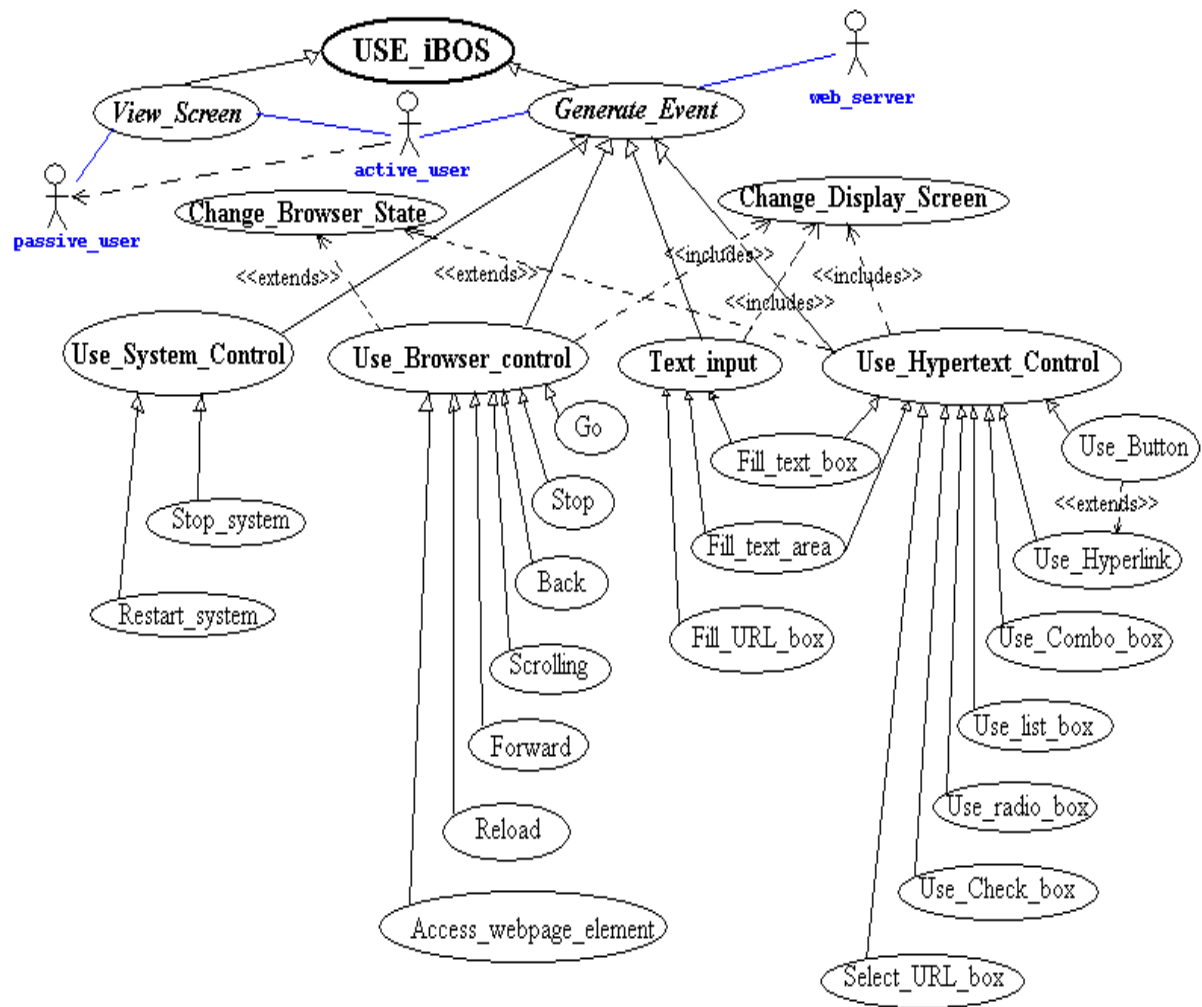 USE_iBOS
web_server
View_Screen
Generate_Event
active_user
passive_user
Change_Browser_State
Change_Display_Screen
<<includes>>
<<extends>>
<<extends>>
<<includes>>
<<includes>>
Use_System_Control
Use_Browser_control
Text_input
Use_Hypertext_Control
Go
Fill_text_box
Use_Button
Stop
<<extends>>
Stop_system
Fill_text_area
Use_Hyperlink
Back
Restart_system
Fill_URL_box
Use_Combo_box
Scrolling
Use_list_box
Forward
Use_radio_box
Reload
Use_Check_box
Access_webpage_element
Select_URL_box